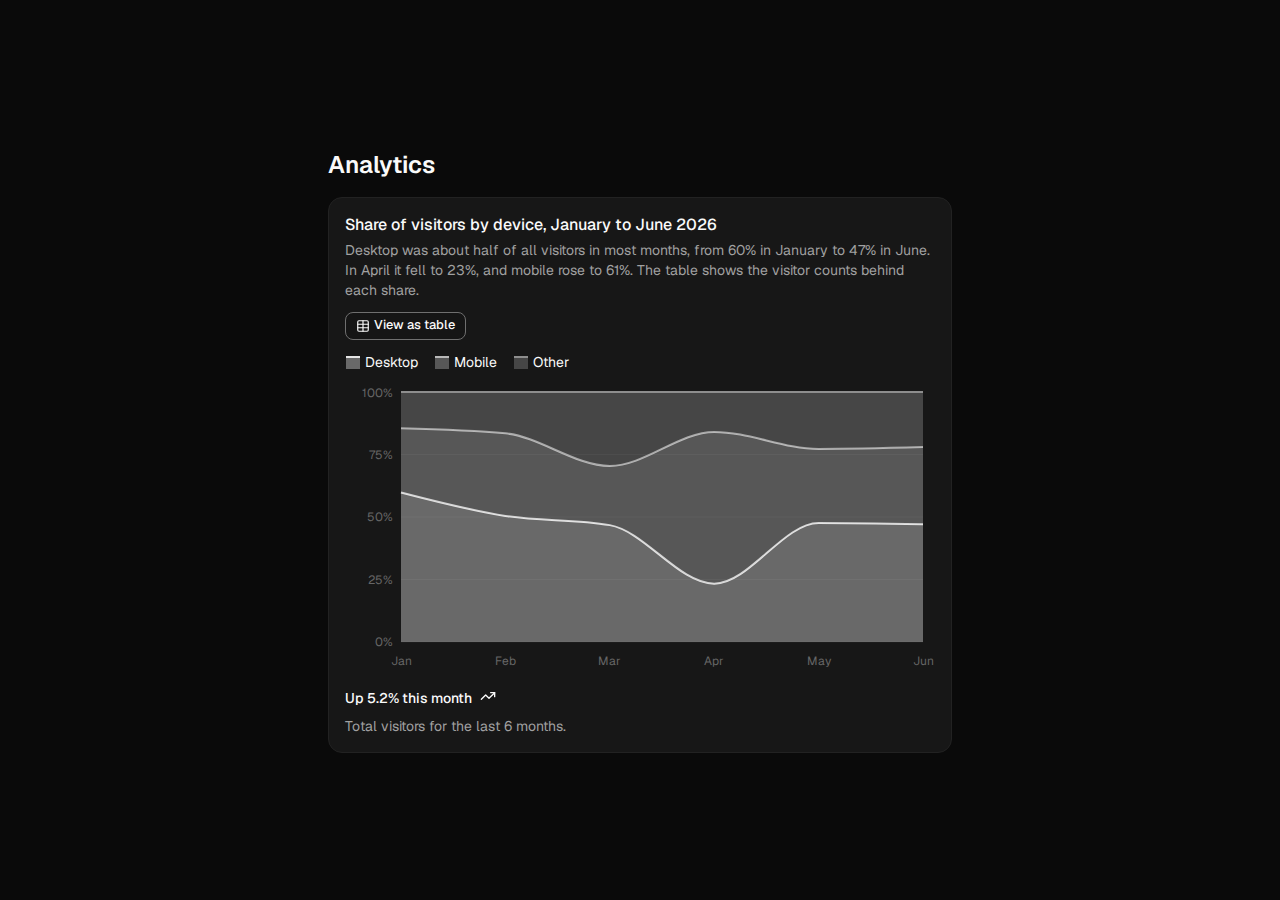 Analytics
Share of visitors by device, January to June 2026
Desktop was about half of all visitors in most months, from 60% in January to 47% in June.
In April it fell to 23%, and mobile rose to 61%. The table shows the visitor counts behind
each share.
View as table
Desktop Mobile Other
100%
75%
50%
25%
0%
Jan Feb Mar Apr May Jun
Up 5.2% this month
Total visitors for the last 6 months.